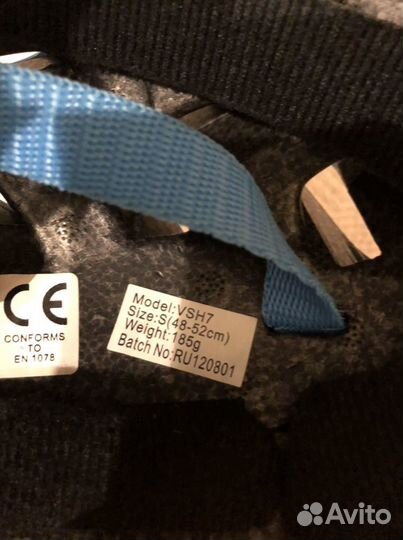 CE
CONFORMS
TO
EN 1078
Model:VSH7
Size:S(48-52cm)
Weight:185g
Batch No:RU120801
Avito